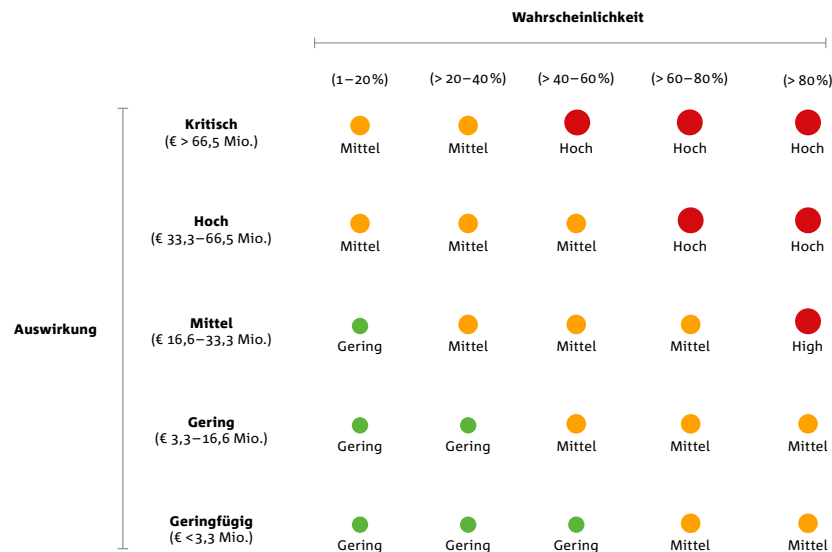 Wahrscheinlichkeit
(1–20 %) (> 20–40 %) (> 40–60 %) (> 60–80 %) (> 80 %)
Kritisch
(€ > 66,5 Mio.)
Mittel Mittel Hoch Hoch Hoch
Hoch
(€ 33,3–66,5 Mio.)
Mittel Mittel Mittel Hoch Hoch
Auswirkung
Mittel
(€ 16,6–33,3 Mio.)
Gering Mittel Mittel Mittel High
Gering
(€ 3,3–16,6 Mio.)
Gering Gering Mittel Mittel Mittel
Geringfügig
(€ <3,3 Mio.)
Gering Gering Gering Mittel Mittel